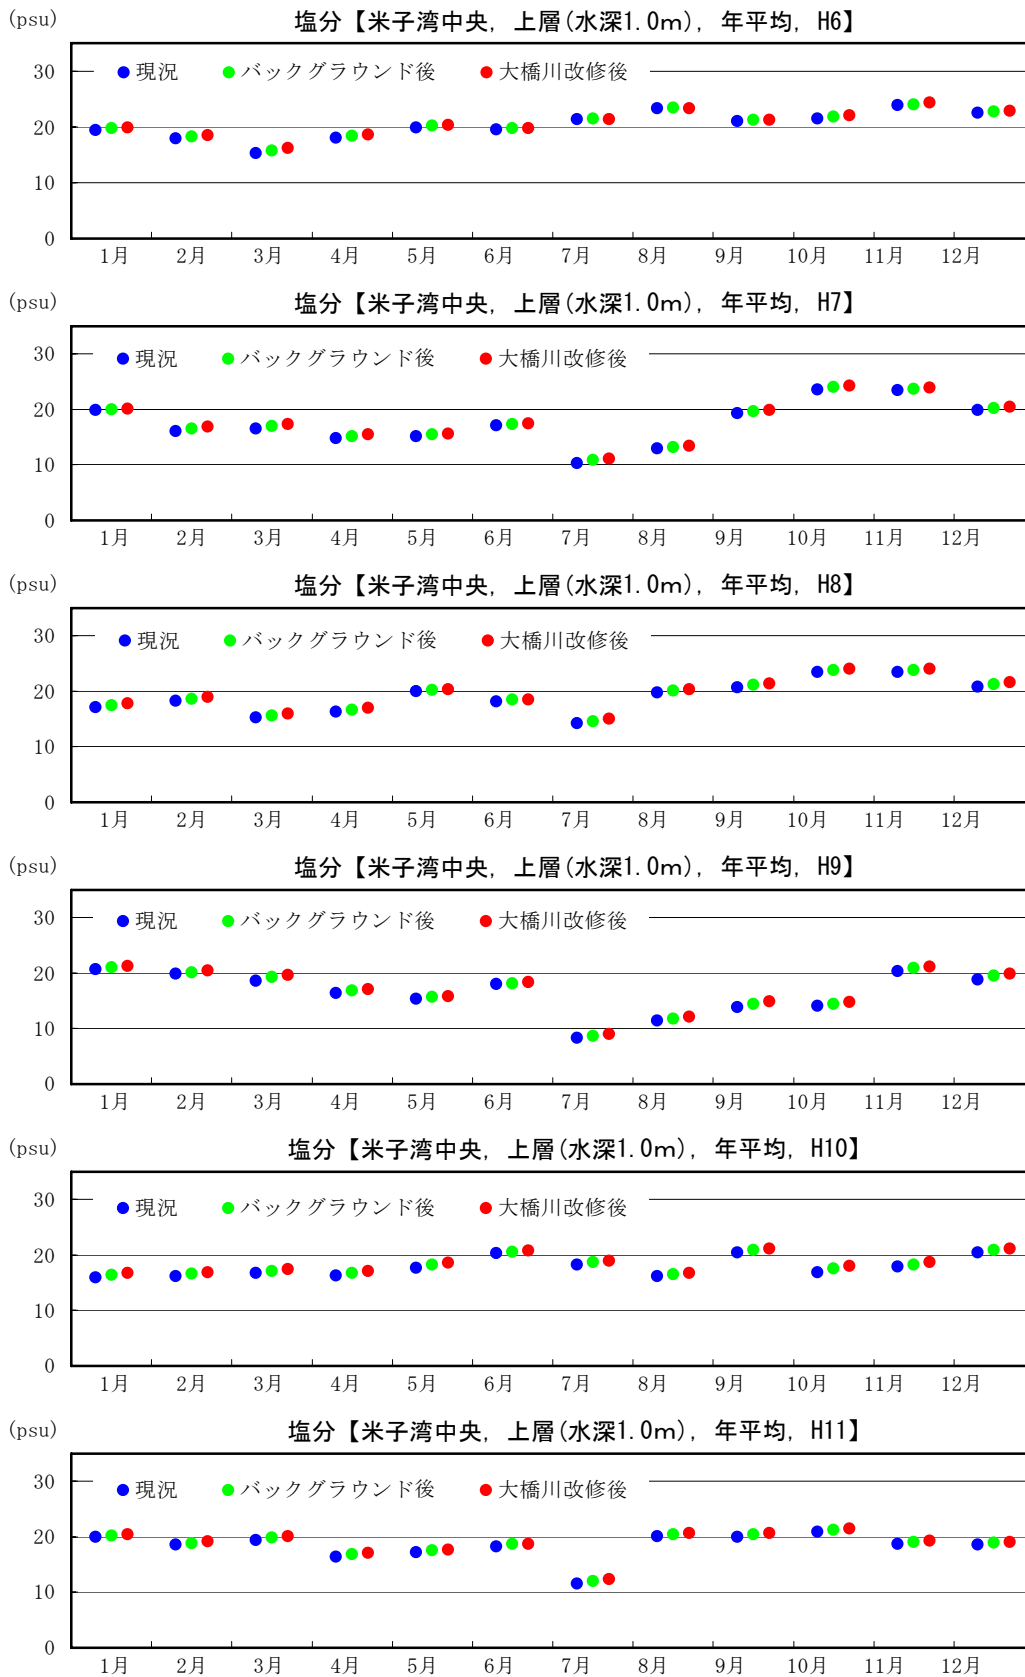 (psu) 塩分【米子湾中央, 上層(水深1.0m), 年平均, H6】
30 現況 バックグラウンド後 大橋川改修後
20
10
0
1月 2月 3月 4月 5月 6月 7月 8月 9月 10月 11月 12月
(psu) 塩分【米子湾中央, 上層(水深1.0m), 年平均, H7】
30 現況 バックグラウンド後 大橋川改修後
20
10
0
1月 2月 3月 4月 5月 6月 7月 8月 9月 10月 11月 12月
(psu) 塩分【米子湾中央, 上層(水深1.0m), 年平均, H8】
30 現況 バックグラウンド後 大橋川改修後
20
10
0
1月 2月 3月 4月 5月 6月 7月 8月 9月 10月 11月 12月
(psu) 塩分【米子湾中央, 上層(水深1.0m), 年平均, H9】
30 現況 バックグラウンド後 大橋川改修後
20
10
0
1月 2月 3月 4月 5月 6月 7月 8月 9月 10月 11月 12月
(psu) 塩分【米子湾中央, 上層(水深1.0m), 年平均, H10】
30 現況 バックグラウンド後 大橋川改修後
20
10
0
1月 2月 3月 4月 5月 6月 7月 8月 9月 10月 11月 12月
(psu) 塩分【米子湾中央, 上層(水深1.0m), 年平均, H11】
30 現況 バックグラウンド後 大橋川改修後
20
10
0
1月 2月 3月 4月 5月 6月 7月 8月 9月 10月 11月 12月